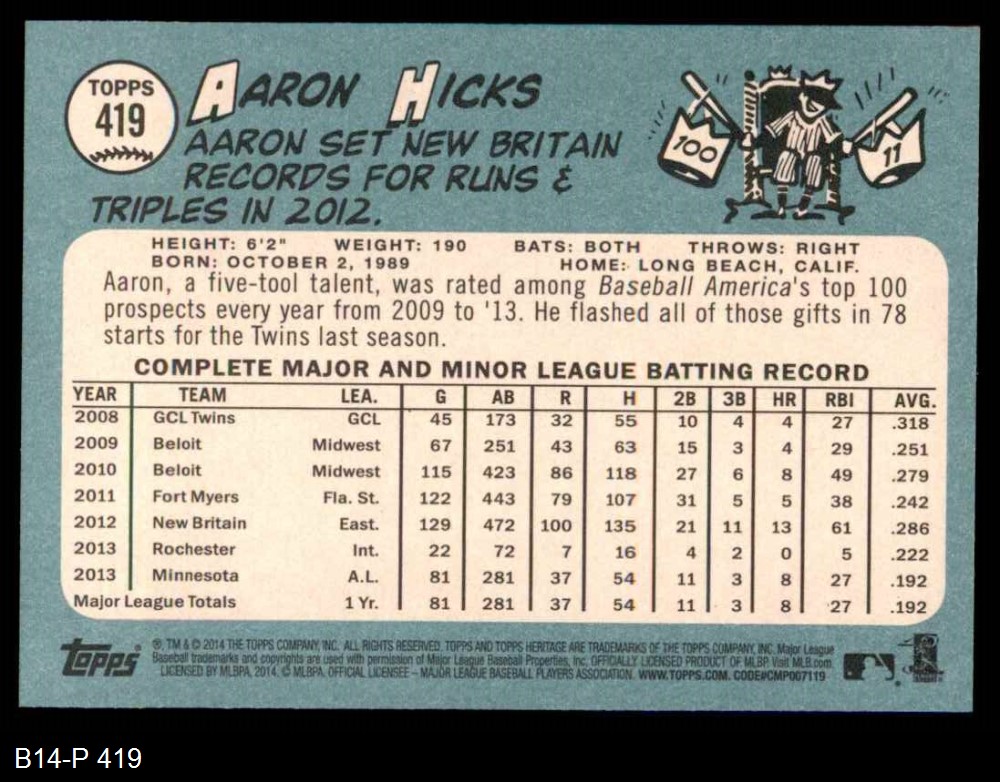 TOPPS
419
AARON HICKS
AARON SET NEW BRITAIN
RECORDS FOR RUNS &
TRIPLES IN 2012.
100
11
HEIGHT: 6'2" WEIGHT: 190 BATS: BOTH THROWS: RIGHT
BORN: OCTOBER 2, 1989 HOME: LONG BEACH, CALIF.
Aaron, a five-tool talent, was rated among Baseball America's top 100
prospects every year from 2009 to '13. He flashed all of those gifts in 78
starts for the Twins last season.
COMPLETE MAJOR AND MINOR LEAGUE BATTING RECORD
YEAR TEAM LEA. G AB R H 2B 3B HR RBI AVG.
2008 GCL Twins GCL 45 173 32 55 10 4 4 27 .318
2009 Beloit Midwest 67 251 43 63 15 3 4 29 .251
2010 Beloit Midwest 115 423 86 118 27 6 8 49 .279
2011 Fort Myers Fla. St. 122 443 79 107 31 5 5 38 .242
2012 New Britain East. 129 472 100 135 21 11 13 61 .286
2013 Rochester Int. 22 72 7 16 4 2 0 5 .222
2013 Minnesota A.L. 81 281 37 54 11 3 8 27 .192
Major League Totals 1 Yr. 81 281 37 54 11 3 8 27 .192
Topps
®, TM & © 2014 THE TOPPS COMPANY, INC. ALL RIGHTS RESERVED. TOPPS AND TOPPS HERITAGE ARE TRADEMARKS OF THE TOPPS COMPANY, INC. Major League
Baseball trademarks and copyrights are used with permission of Major League Baseball Properties, Inc. OFFICIALLY LICENSED PRODUCT OF MLBP. Visit MLB.com
LICENSED BY MLBPA, 2014, © MLBPA, OFFICIAL LICENSEE – MAJOR LEAGUE BASEBALL PLAYERS ASSOCIATION. WWW.TOPPS.COM. CODE#CMP007119
B14-P 419